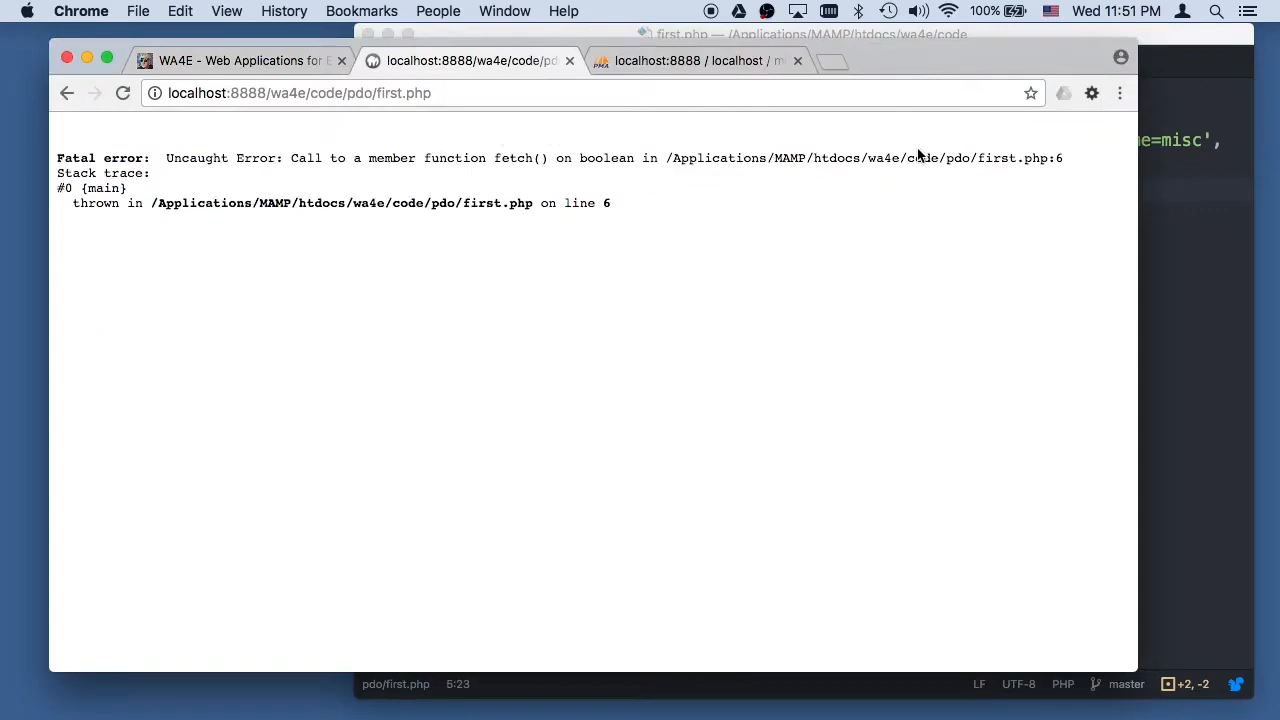 Chrome File Edit View History Bookmarks People Window Help 100% Wed 11:51 PM
first.php — /Applications/MAMP/htdocs/wa4e/code
WA4E - Web Applications for E localhost:8888/wa4e/code/pd localhost:8888 / localhost / m
localhost:8888/wa4e/code/pdo/first.php
me=misc',
Fatal error: Uncaught Error: Call to a member function fetch() on boolean in /Applications/MAMP/htdocs/wa4e/code/pdo/first.php:6
Stack trace:
#0 {main}
thrown in /Applications/MAMP/htdocs/wa4e/code/pdo/first.php on line 6
pdo/first.php 5:23 LF UTF-8 PHP master +2, -2